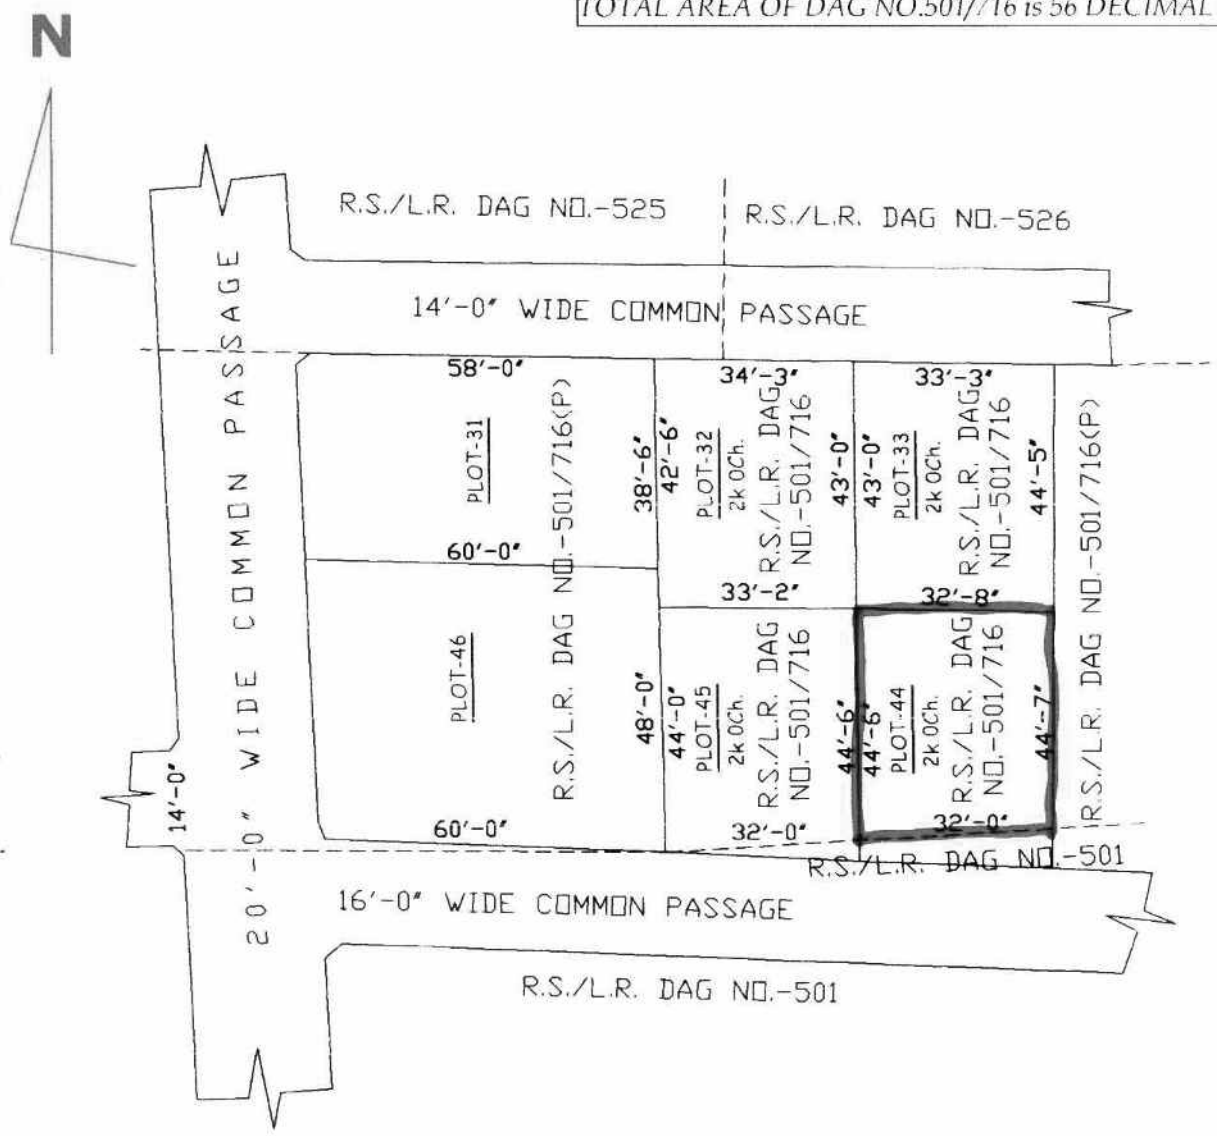 TOTAL AREA OF DAG NO.501/716 is 56 DECIMAL
N
R.S./L.R. DAG NO.-525
R.S./L.R. DAG NO.-526
14'-0" WIDE COMMON PASSAGE
20'-0" WIDE COMMON PASSAGE
58'-0"
PLOT-31
38'-6"
60'-0"
R.S./L.R. DAG NO.-501/716(P)
34'-3"
42'-6"
PLOT-32
2k 0Ch.
R.S./L.R. DAG
NO.-501/716
43'-0"
33'-2"
33'-3"
43'-0"
PLOT-33
2k 0Ch.
R.S./L.R. DAG
NO.-501/716
44'-5"
32'-8"
R.S./L.R. DAG NO.-501/716(P)
PLOT-46
48'-0"
60'-0"
44'-0"
PLOT-45
2k 0Ch.
R.S./L.R. DAG
NO.-501/716
44'-6"
32'-0"
44'-6"
PLOT-44
2k 0Ch.
R.S./L.R. DAG
NO.-501/716
44'-7"
32'-0"
14'-0"
R.S./L.R. DAG NO.-501
16'-0" WIDE COMMON PASSAGE
R.S./L.R. DAG NO.-501